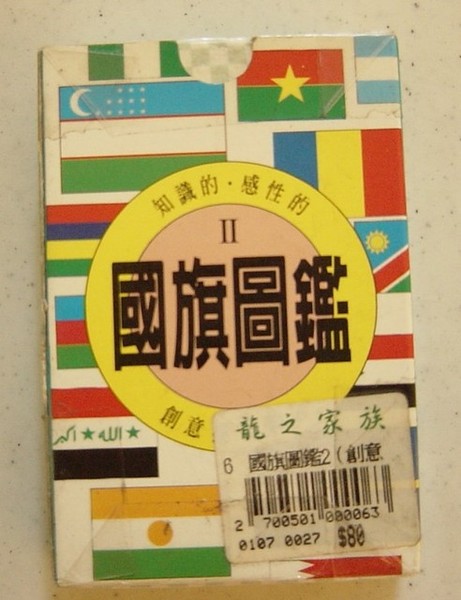 知識的·感性的
II
國旗圖鑑
創意
龍之家族
6 國旗圖鑑2(創意
2 700501 000063
0107 0027 $80